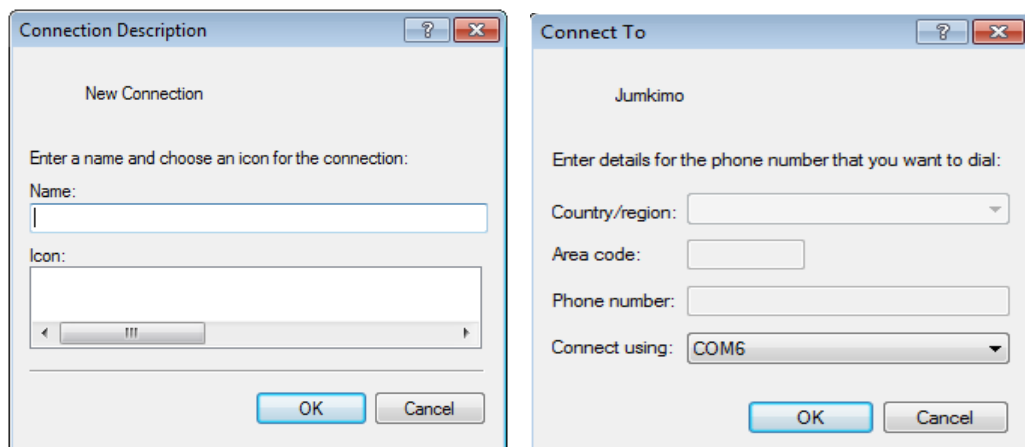 Connection Description
New Connection
Enter a name and choose an icon for the connection:
Name:
Icon:
OK Cancel
Connect To
Jumkimo
Enter details for the phone number that you want to dial:
Country/region:
Area code:
Phone number:
Connect using: COM6
OK Cancel